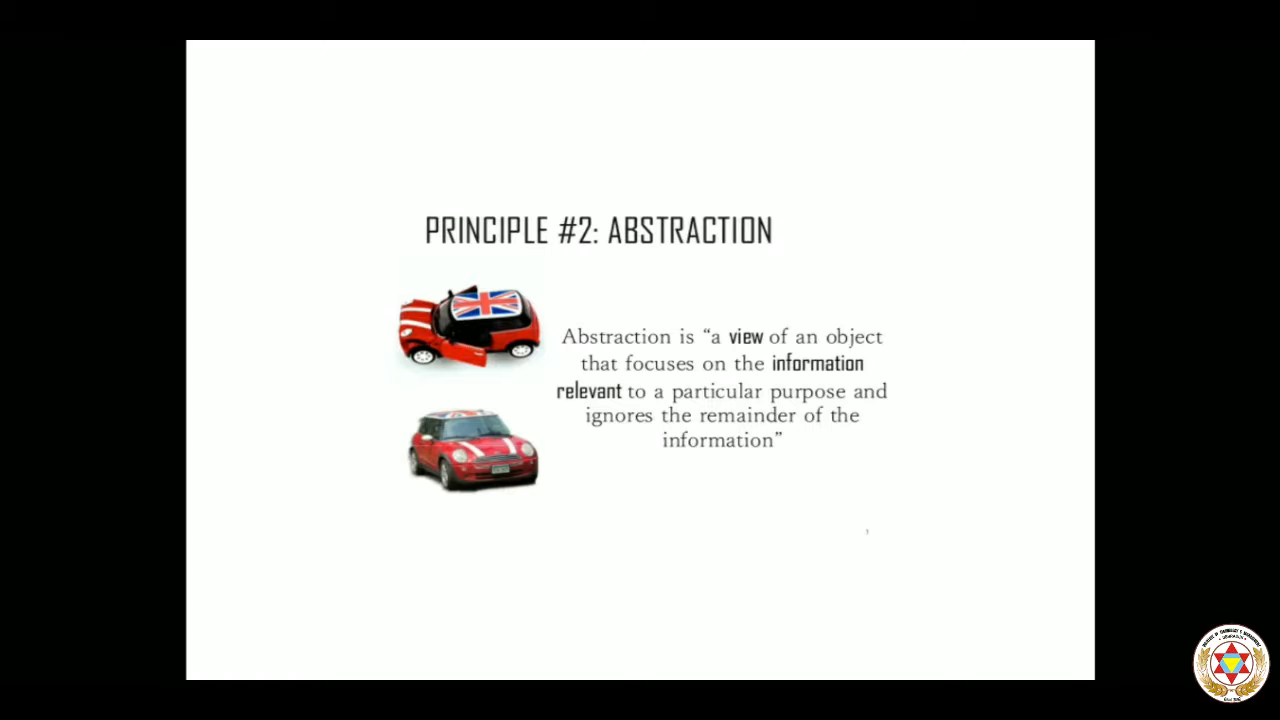 PRINCIPLE #2: ABSTRACTION
Abstraction is “a view of an object
that focuses on the information
relevant to a particular purpose and
ignores the remainder of the
information”